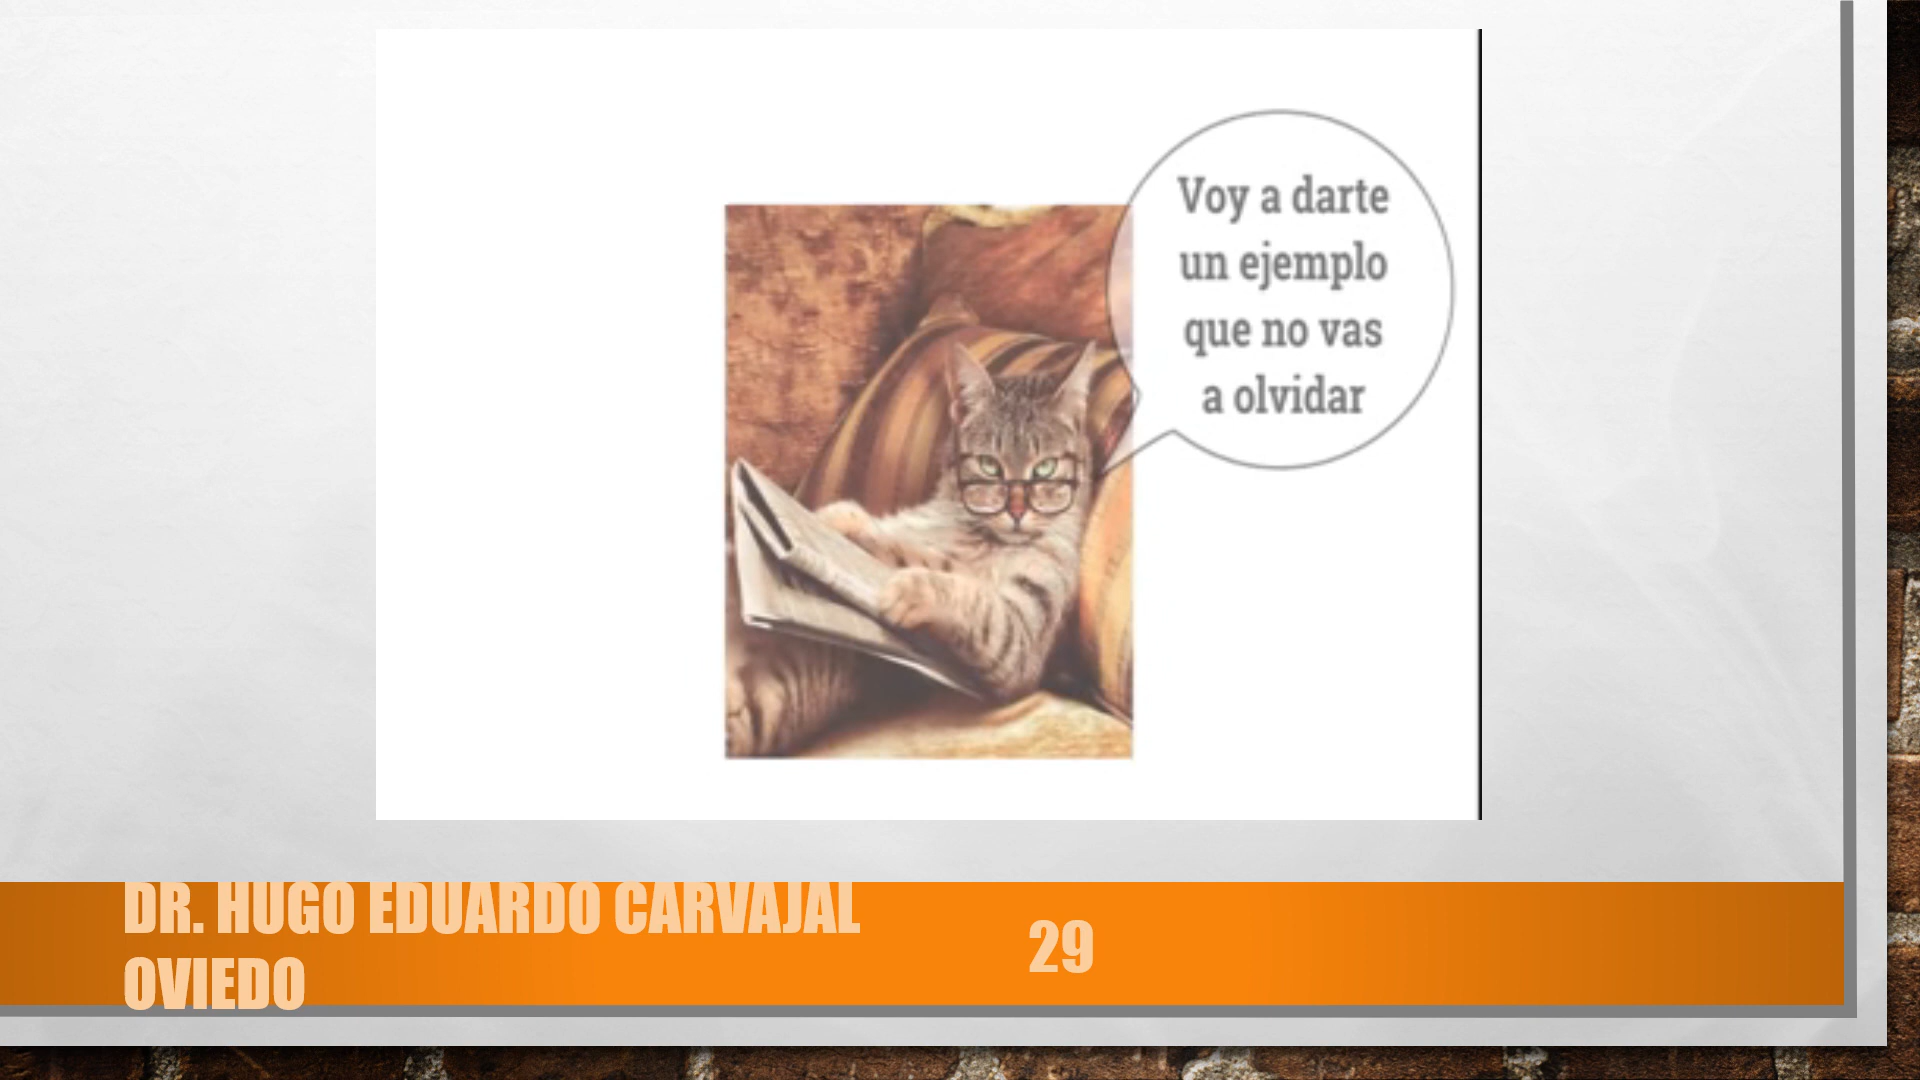 Voy a darte
un ejemplo
que no vas
a olvidar
DR. HUGO EDUARDO CARVAJAL
OVIEDO
29